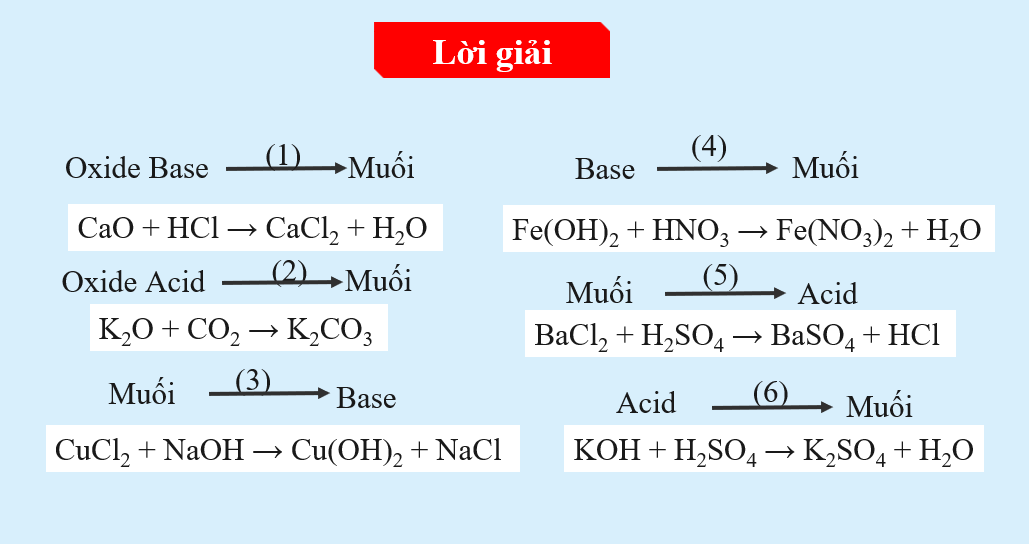 Lời giải
Oxide Base (1) Muối
CaO + HCl → CaCl₂ + H₂O
Oxide Acid (2) Muối
K₂O + CO₂ → K₂CO₃
Muối (3) Base
CuCl₂ + NaOH → Cu(OH)₂ + NaCl
Base (4) Muối
Fe(OH)₂ + HNO₃ → Fe(NO₃)₂ + H₂O
Muối (5) Acid
BaCl₂ + H₂SO₄ → BaSO₄ + HCl
Acid (6) Muối
KOH + H₂SO₄ → K₂SO₄ + H₂O